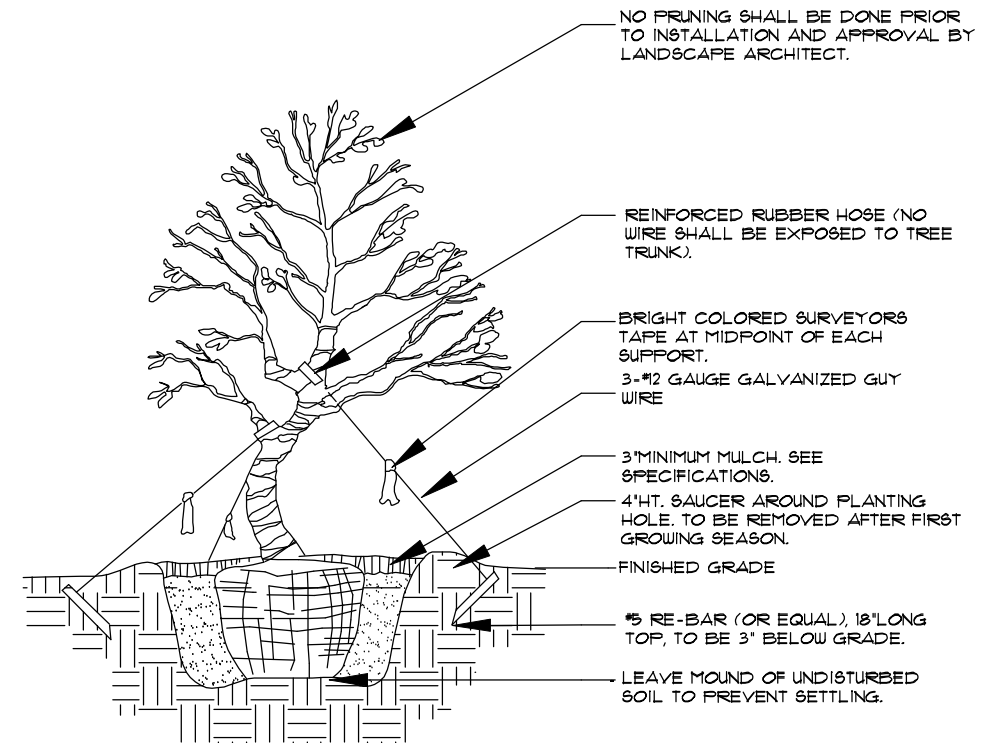 NO PRUNING SHALL BE DONE PRIOR
TO INSTALLATION AND APPROVAL BY
LANDSCAPE ARCHITECT.
REINFORCED RUBBER HOSE (NO
WIRE SHALL BE EXPOSED TO TREE
TRUNK).
BRIGHT COLORED SURVEYORS
TAPE AT MIDPOINT OF EACH
SUPPORT.
3-#12 GAUGE GALVANIZED GUY
WIRE
3"MINIMUM MULCH. SEE
SPECIFICATIONS.
4"HT. SAUCER AROUND PLANTING
HOLE. TO BE REMOVED AFTER FIRST
GROWING SEASON.
FINISHED GRADE
#5 RE-BAR (OR EQUAL), 18"LONG
TOP, TO BE 3" BELOW GRADE.
LEAVE MOUND OF UNDISTURBED
SOIL TO PREVENT SETTLING.